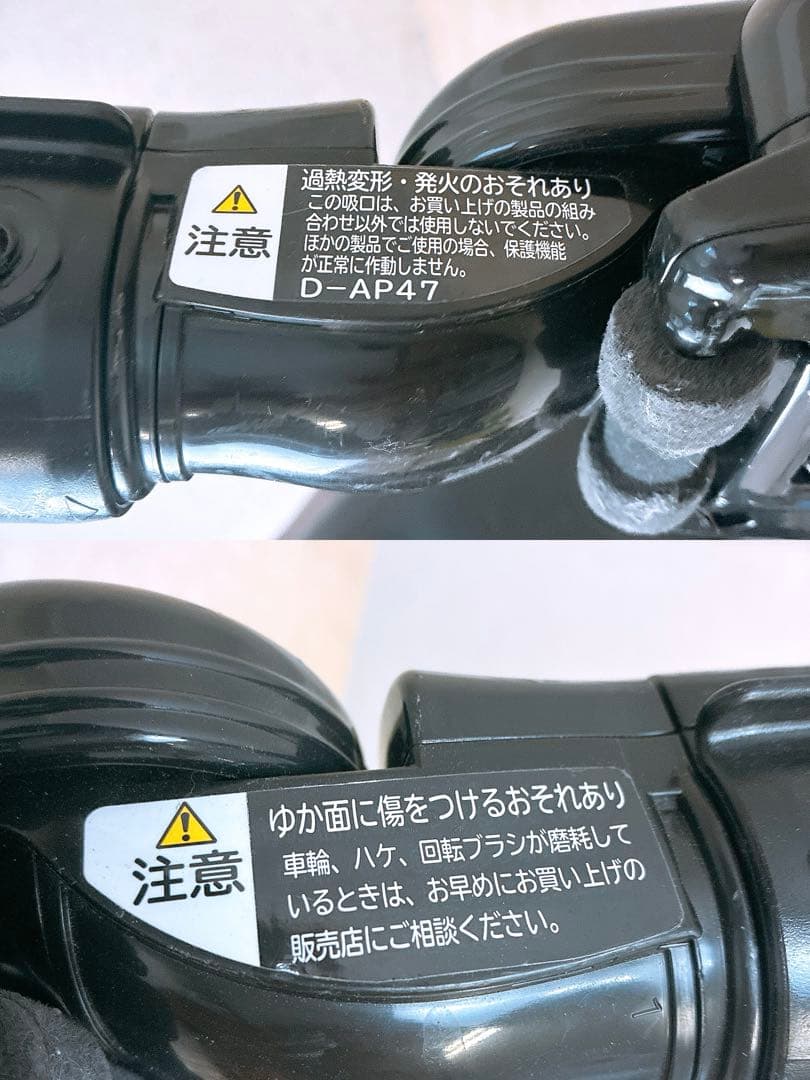 注意
過熱変形・発火のおそれあり
この吸口は、お買い上げの製品の組み
合わせ以外では使用しないでください。
ほかの製品でご使用の場合、保護機能
が正常に作動しません。
D-AP47
注意
ゆか面に傷をつけるおそれあり
車輪、ハケ、回転ブラシが磨耗して
いるときは、お早めにお買い上げの
販売店にご相談ください。
1